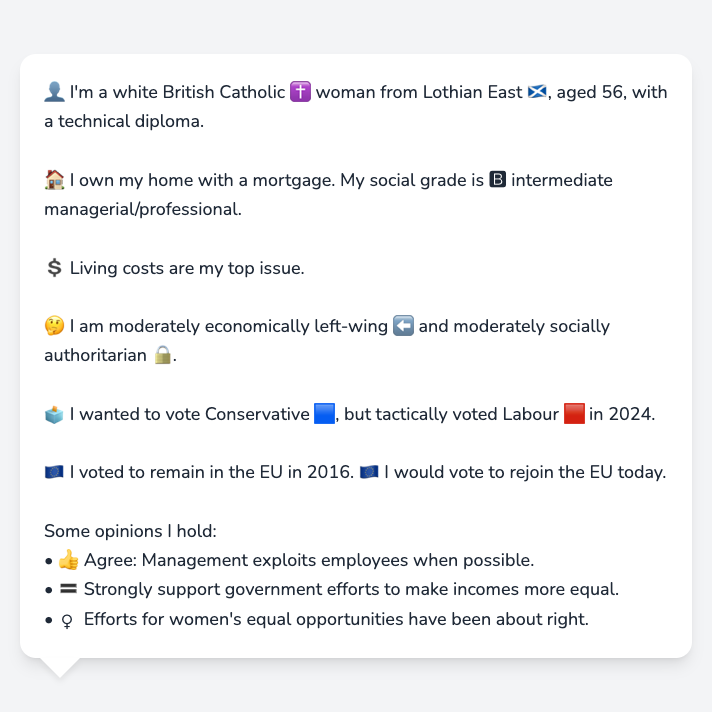 👤 I'm a white British Catholic ✝️ woman from Lothian East 🏴󠁧󠁢󠁳󠁣󠁴󠁿, aged 56, with
a technical diploma.
🏠 I own my home with a mortgage. My social grade is 🅱 intermediate
managerial/professional.
💲 Living costs are my top issue.
🤔 I am moderately economically left-wing ⬅️ and moderately socially
authoritarian 🔒.
🗳️ I wanted to vote Conservative 🟦, but tactically voted Labour 🟥 in 2024.
🇪🇺 I voted to remain in the EU in 2016. 🇪🇺 I would vote to rejoin the EU today.
Some opinions I hold:
• 👍 Agree: Management exploits employees when possible.
• 🟰 Strongly support government efforts to make incomes more equal.
• ♀ Efforts for women's equal opportunities have been about right.